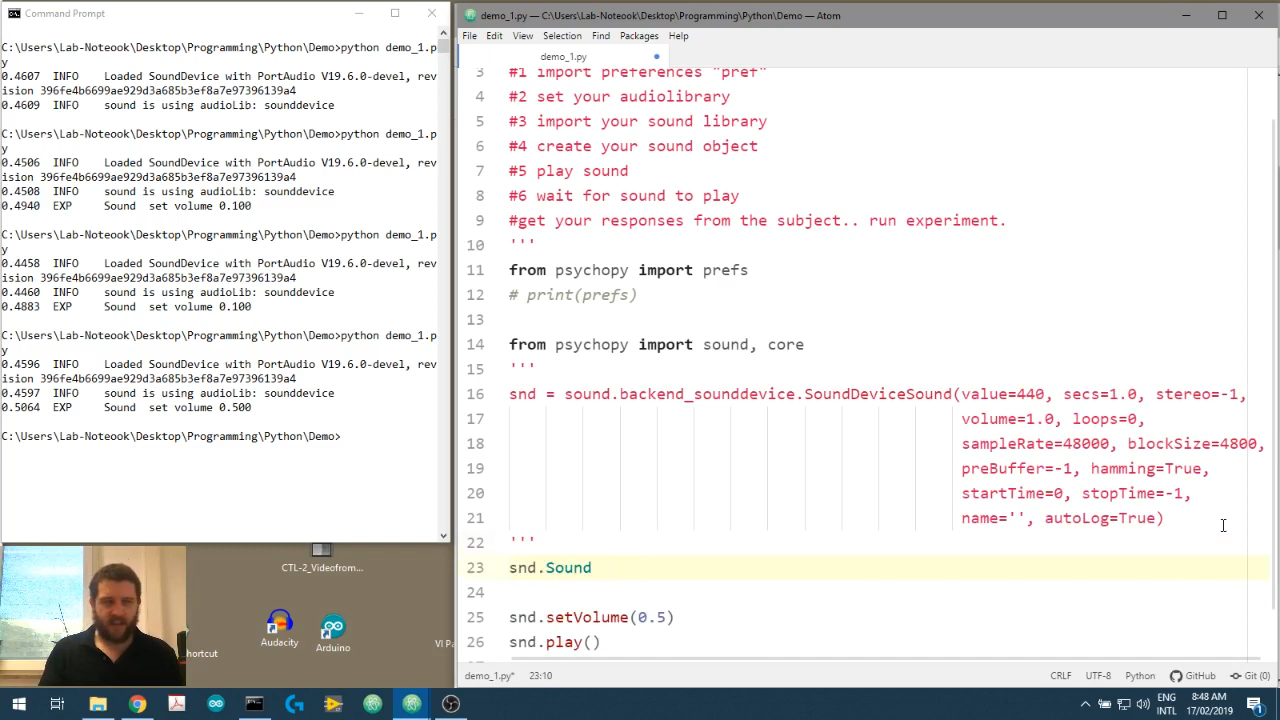 Command Prompt
C:\Users\Lab-Noteook\Desktop\Programming\Python\Demo>python demo_1.p
y
0.4607 INFO Loaded SoundDevice with PortAudio V19.6.0-devel, rev
ision 396fe4b6699ae929d3a685b3ef8a7e97396139a4
0.4609 INFO sound is using audioLib: sounddevice
C:\Users\Lab-Noteook\Desktop\Programming\Python\Demo>python demo_1.p
y
0.4506 INFO Loaded SoundDevice with PortAudio V19.6.0-devel, rev
ision 396fe4b6699ae929d3a685b3ef8a7e97396139a4
0.4508 INFO sound is using audioLib: sounddevice
0.4940 EXP Sound set volume 0.100
C:\Users\Lab-Noteook\Desktop\Programming\Python\Demo>python demo_1.p
y
0.4458 INFO Loaded SoundDevice with PortAudio V19.6.0-devel, rev
ision 396fe4b6699ae929d3a685b3ef8a7e97396139a4
0.4460 INFO sound is using audioLib: sounddevice
0.4883 EXP Sound set volume 0.100
C:\Users\Lab-Noteook\Desktop\Programming\Python\Demo>python demo_1.p
y
0.4596 INFO Loaded SoundDevice with PortAudio V19.6.0-devel, rev
ision 396fe4b6699ae929d3a685b3ef8a7e97396139a4
0.4597 INFO sound is using audioLib: sounddevice
0.5064 EXP Sound set volume 0.500
C:\Users\Lab-Noteook\Desktop\Programming\Python\Demo>
CTL-2_Videofrom...
Audacity
Arduino
VI Pa
hortcut
demo_1.py — C:\Users\Lab-Noteook\Desktop\Programming\Python\Demo — Atom
File Edit View Selection Find Packages Help
demo_1.py
3 #1 import preferences "pref"
4 #2 set your audiolibrary
5 #3 import your sound library
6 #4 create your sound object
7 #5 play sound
8 #6 wait for sound to play
9 #get your responses from the subject.. run experiment.
10 '''
11 from psychopy import prefs
12 # print(prefs)
13
14 from psychopy import sound, core
15 '''
16 snd = sound.backend_sounddevice.SoundDeviceSound(value=440, secs=1.0, stereo=-1,
17 volume=1.0, loops=0,
18 sampleRate=48000, blockSize=4800,
19 preBuffer=-1, hamming=True,
20 startTime=0, stopTime=-1,
21 name='', autoLog=True)
22 '''
23 snd.Sound
24
25 snd.setVolume(0.5)
26 snd.play()
demo_1.py* 23:10 CRLF UTF-8 Python GitHub Git (0)
ENG
INTL
8:48 AM
17/02/2019
1